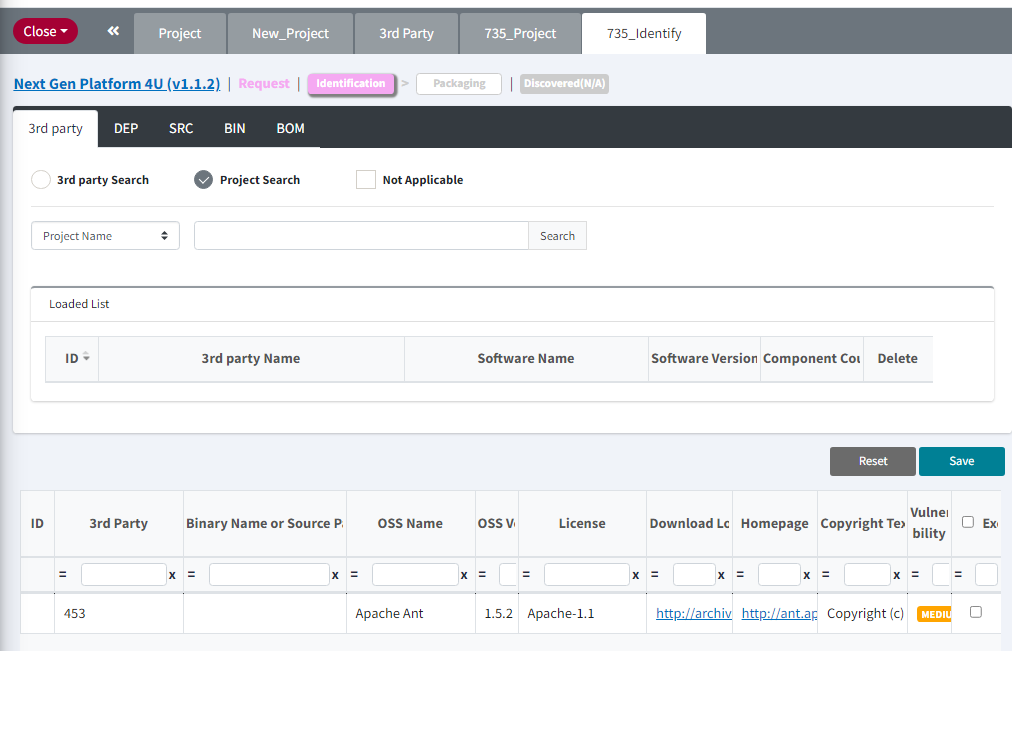 Close « Project New_Project 3rd Party 735_Project 735_Identify
Next Gen Platform 4U (v1.1.2) | Request | Identification > Packaging | Discovered(N/A)
3rd party DEP SRC BIN BOM
3rd party Search Project Search Not Applicable
Project Name Search
Loaded List
ID 3rd party Name Software Name Software Version Component Cou Delete
Reset Save
ID 3rd Party Binary Name or Source Pa OSS Name OSS Ve License Download Lo Homepage Copyright Tex Vulnera Exc
bility
= x = x = x = = x = x = x = x = =
453 Apache Ant 1.5.2 Apache-1.1 http://archiv http://ant.ap Copyright (c) MEDIU